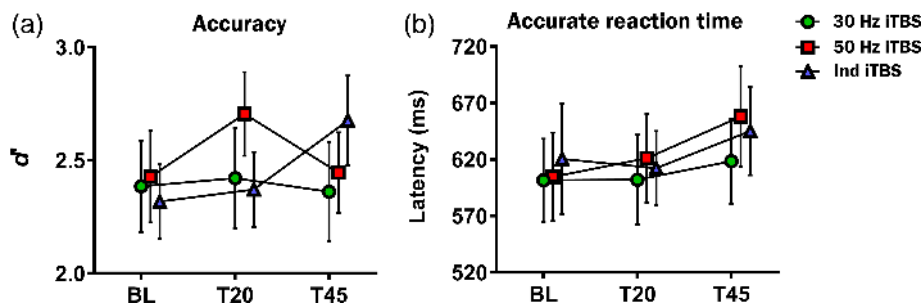 (a)
Accuracy
3.0
2.5
2.0
d'
BL
T20
T45
(b)
Accurate reaction time
720
670
620
570
520
Latency (ms)
BL
T20
T45
30 Hz iTBS
50 Hz iTBS
Ind iTBS